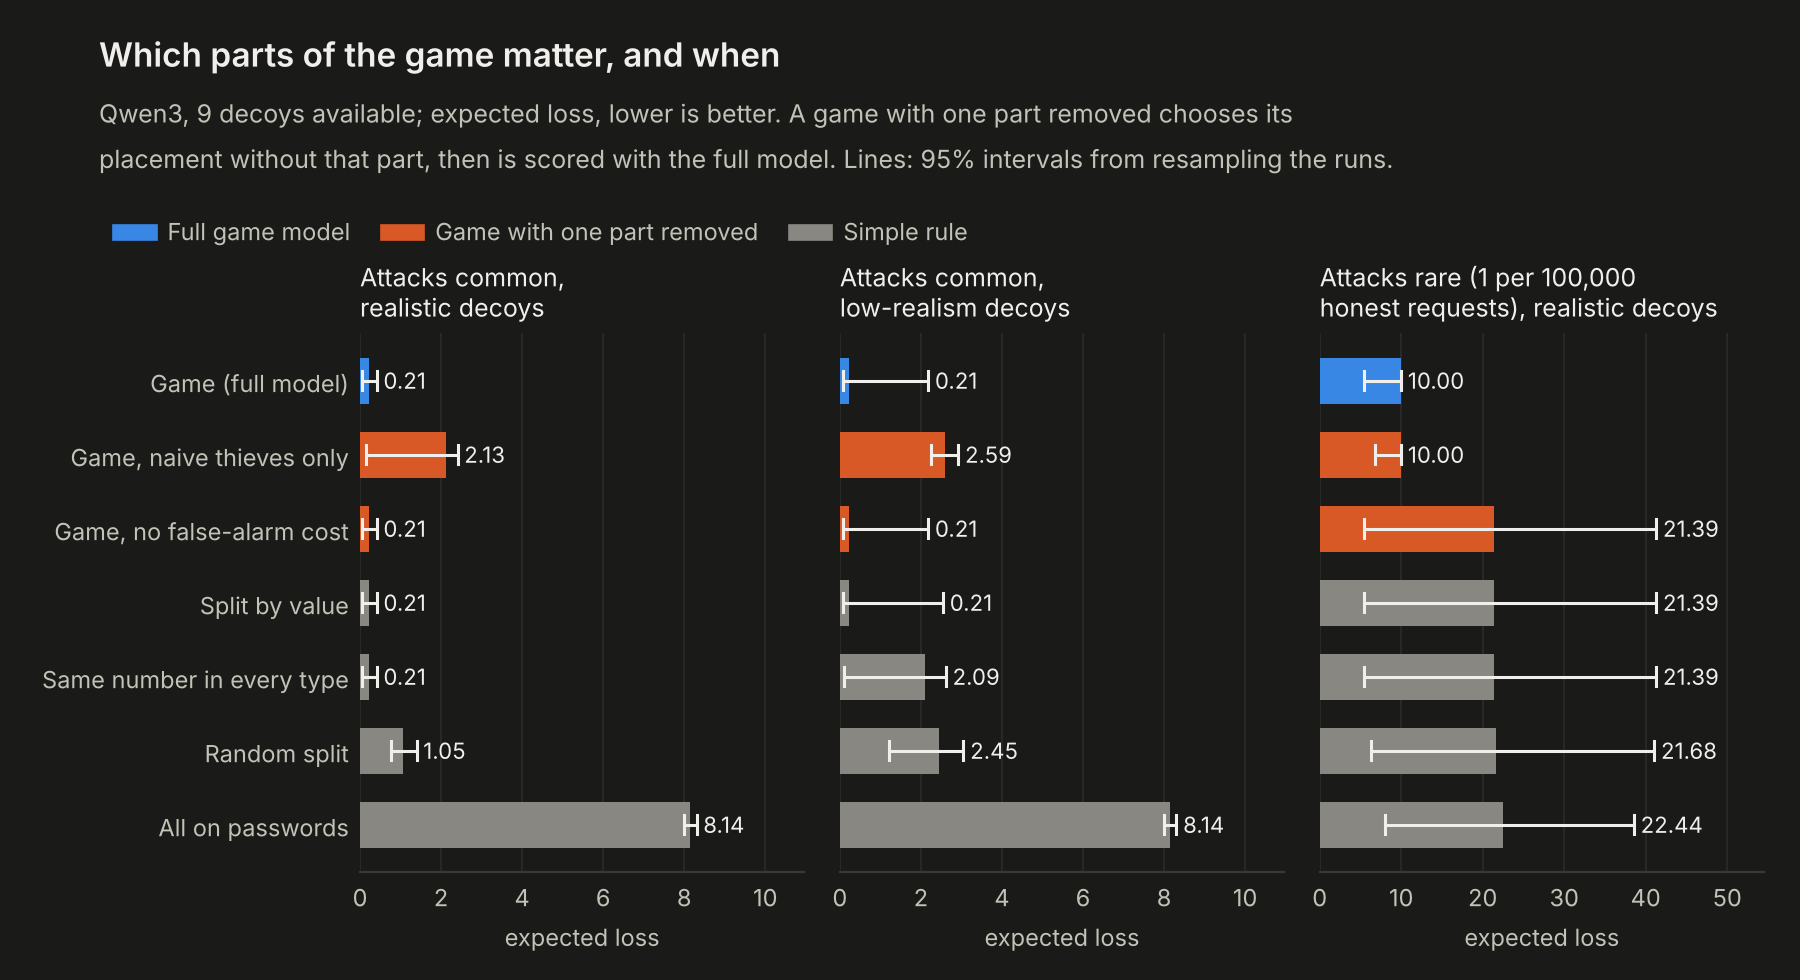 Which parts of the game matter, and when
Qwen3, 9 decoys available; expected loss, lower is better. A game with one part removed chooses its
placement without that part, then is scored with the full model. Lines: 95% intervals from resampling the runs.
Full game model
Game with one part removed
Simple rule
Attacks common,
realistic decoys
Attacks common,
low-realism decoys
Attacks rare (1 per 100,000
honest requests), realistic decoys
Game (full model) 0.21 0.21 10.00
Game, naive thieves only 2.13 2.59 10.00
Game, no false-alarm cost 0.21 0.21 21.39
Split by value 0.21 0.21 21.39
Same number in every type 0.21 2.09 21.39
Random split 1.05 2.45 21.68
All on passwords 8.14 8.14 22.44
0 2 4 6 8 10 0 2 4 6 8 10 0 10 20 30 40 50
expected loss expected loss expected loss